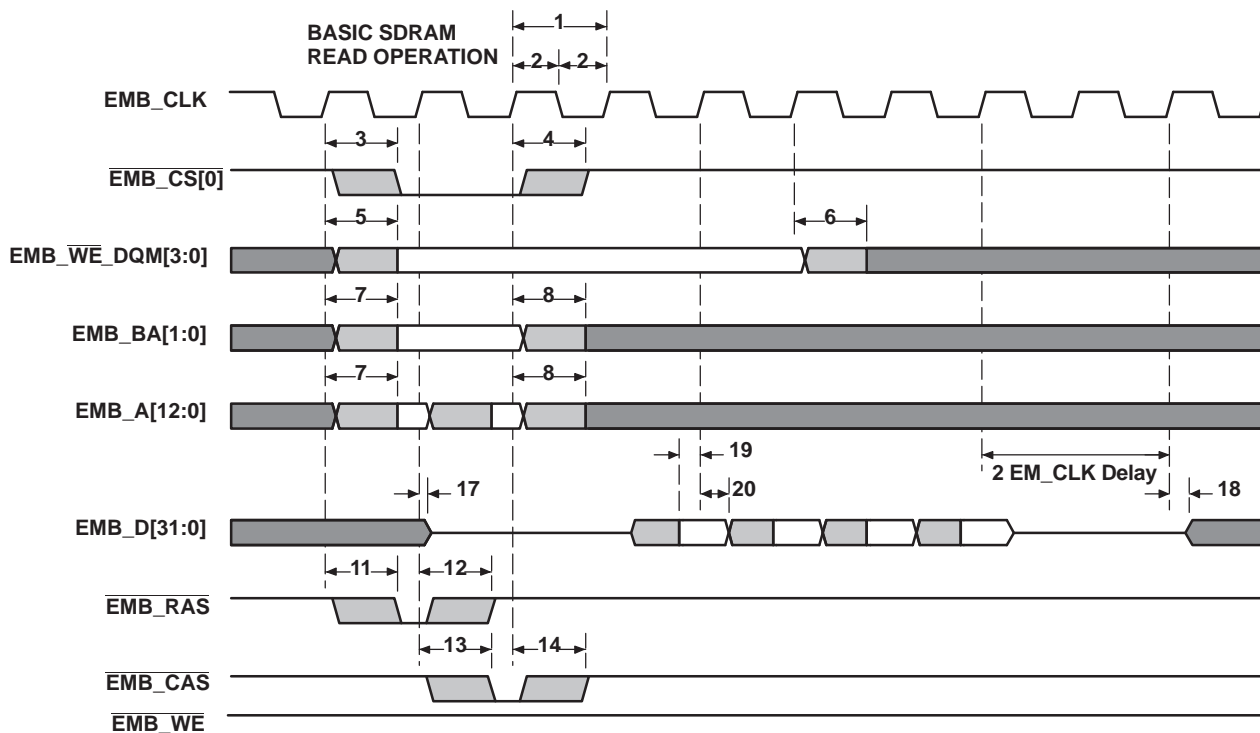 BASIC SDRAM
READ OPERATION
1
2 2
EMB_CLK
3 4
EMB_CS[0]
5 6
EMB_WE_DQM[3:0]
7 8
EMB_BA[1:0]
7 8
EMB_A[12:0]
19
2 EM_CLK Delay
17 20 18
EMB_D[31:0]
11 12
EMB_RAS
13 14
EMB_CAS
EMB_WE